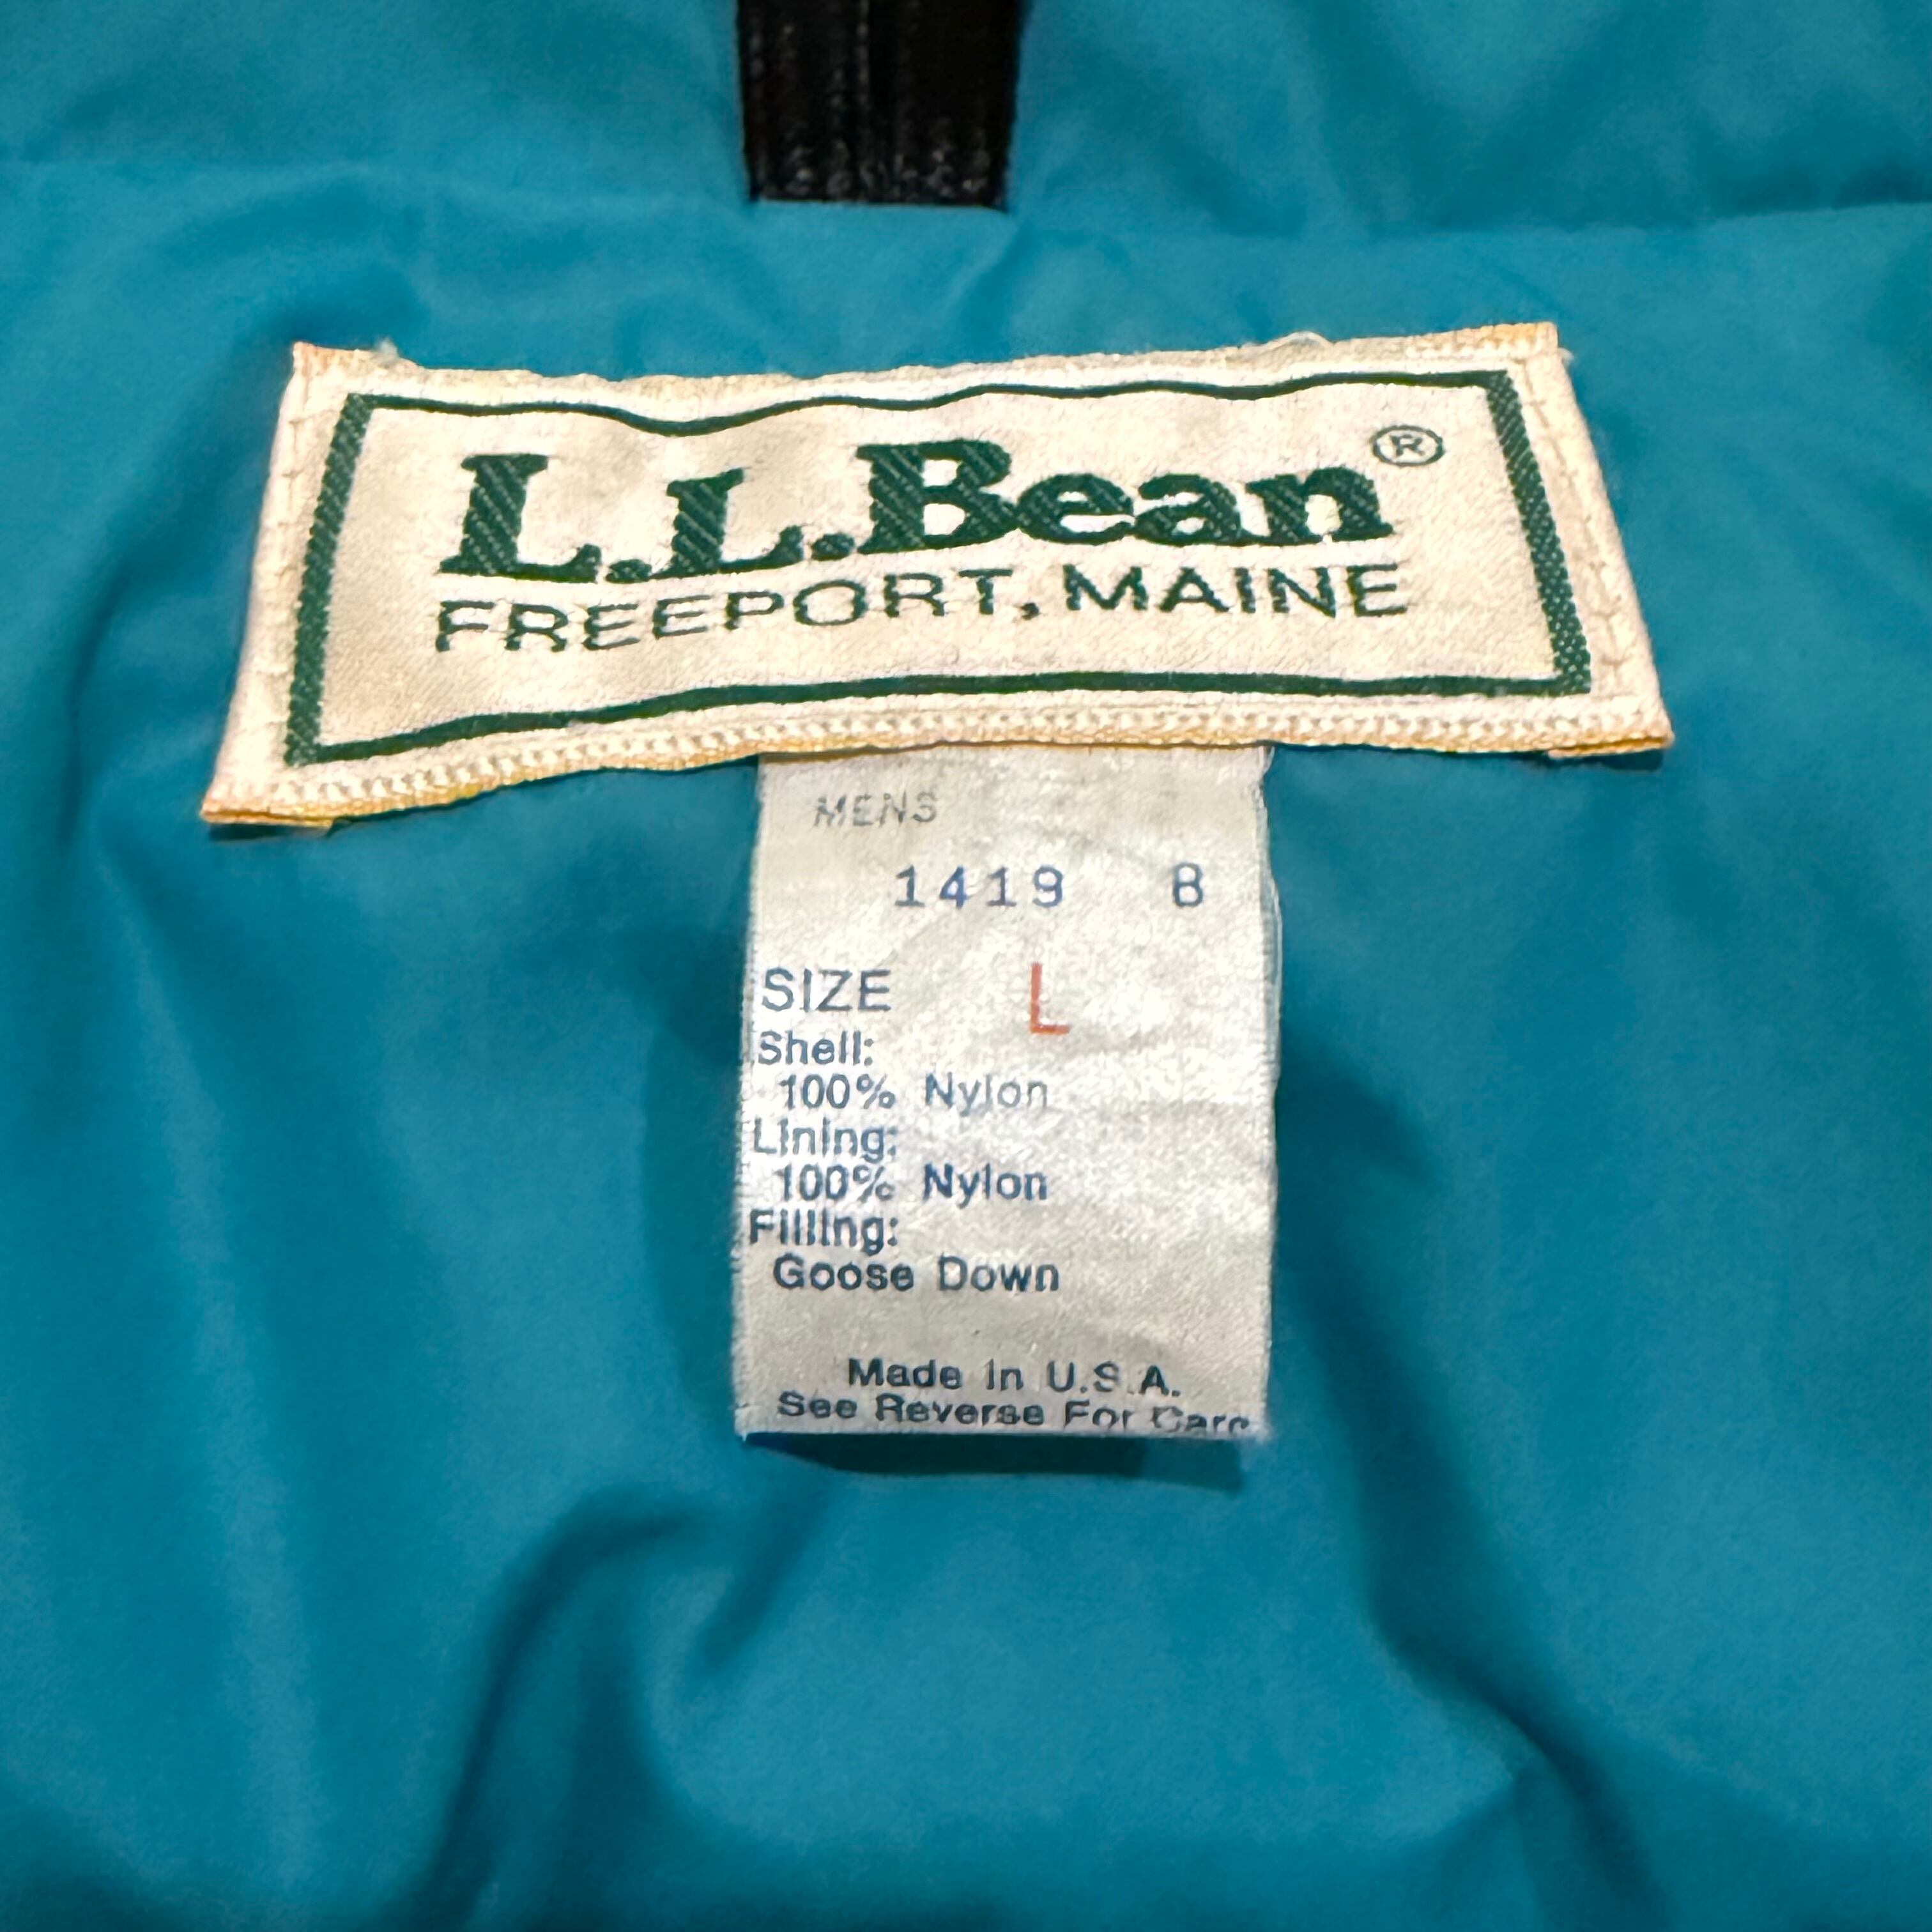 L.L.Bean®
FREEPORT, MAINE
MENS
1419 8
SIZE L
Shell:
100% Nylon
Lining:
100% Nylon
Filling:
Goose Down
Made in U.S.A.
See Reverse For Care